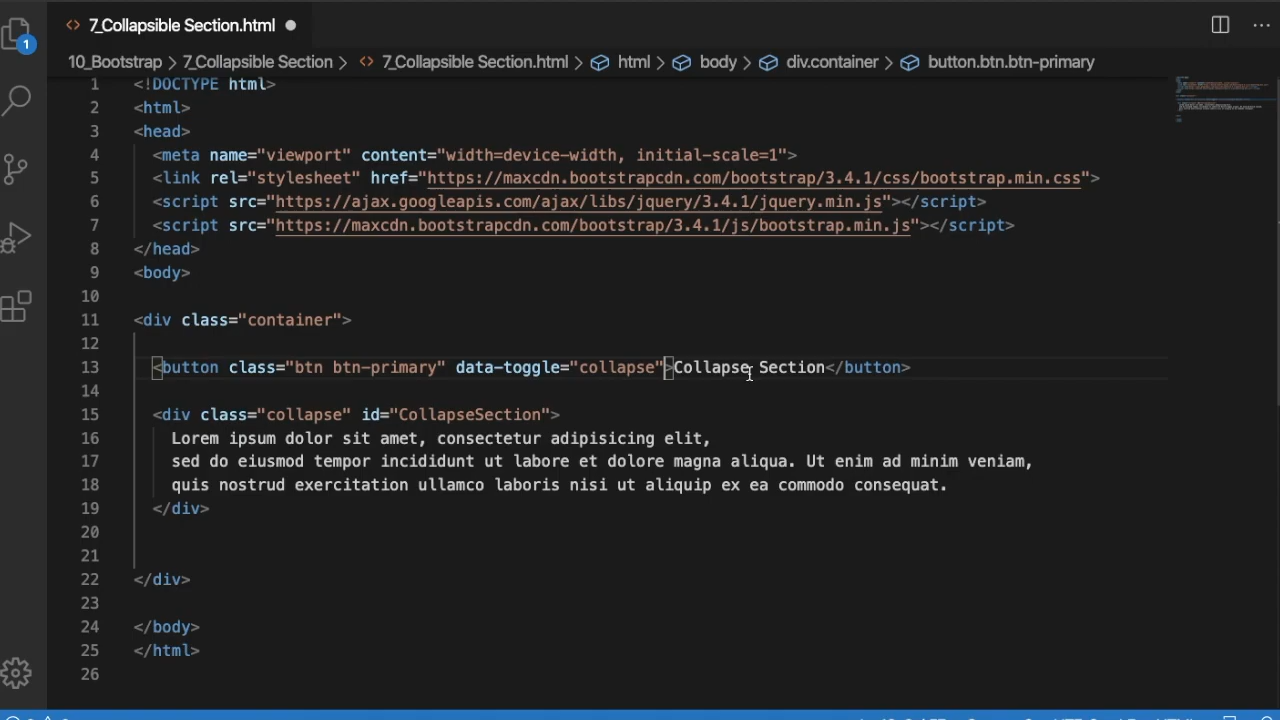 7_Collapsible Section.html
1
10_Bootstrap > 7_Collapsible Section > 7_Collapsible Section.html > html > body > div.container > button.btn.btn-primary
1 <!DOCTYPE html>
2 <html>
3 <head>
4 <meta name="viewport" content="width=device-width, initial-scale=1">
5 <link rel="stylesheet" href="https://maxcdn.bootstrapcdn.com/bootstrap/3.4.1/css/bootstrap.min.css">
6 <script src="https://ajax.googleapis.com/ajax/libs/jquery/3.4.1/jquery.min.js"></script>
7 <script src="https://maxcdn.bootstrapcdn.com/bootstrap/3.4.1/js/bootstrap.min.js"></script>
8 </head>
9 <body>
10
11 <div class="container">
12
13 <button class="btn btn-primary" data-toggle="collapse">Collapse Section</button>
14
15 <div class="collapse" id="CollapseSection">
16 Lorem ipsum dolor sit amet, consectetur adipisicing elit,
17 sed do eiusmod tempor incididunt ut labore et dolore magna aliqua. Ut enim ad minim veniam,
18 quis nostrud exercitation ullamco laboris nisi ut aliquip ex ea commodo consequat.
19 </div>
20
21
22 </div>
23
24 </body>
25 </html>
26